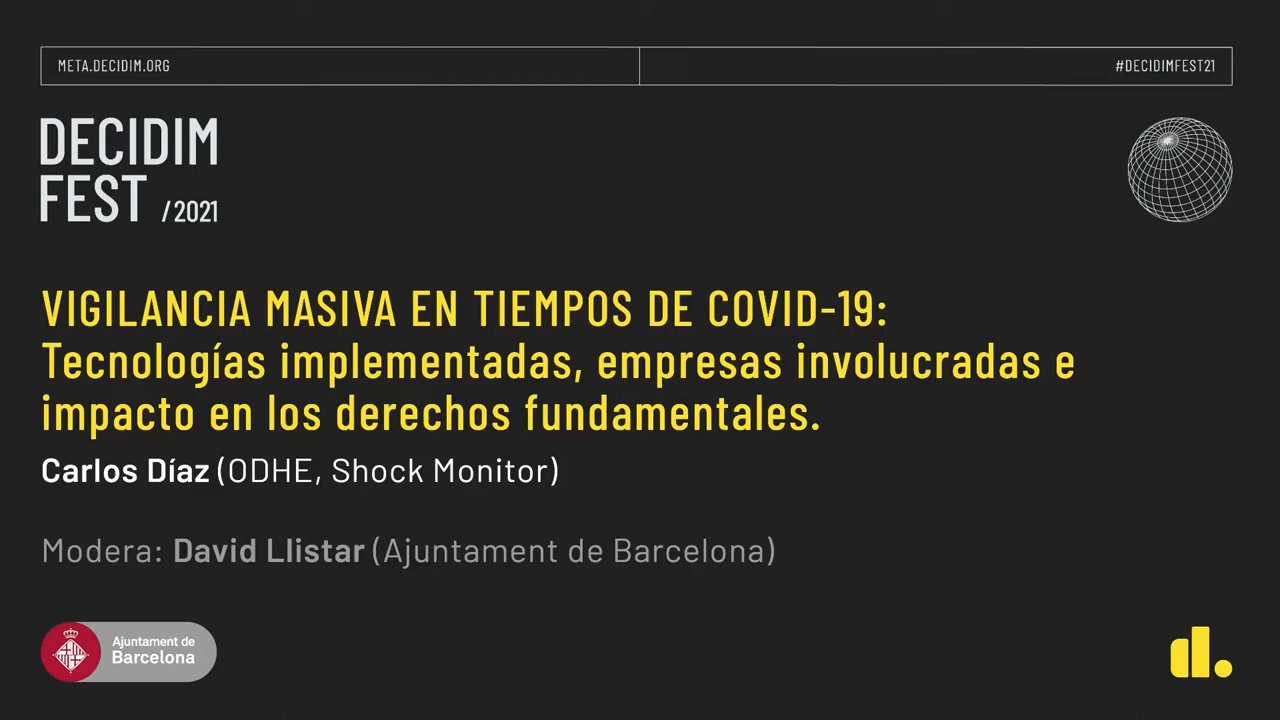 META.DECIDIM.ORG
#DECIDIMFEST21
DECIDIM
FEST /2021
VIGILANCIA MASIVA EN TIEMPOS DE COVID-19:
Tecnologías implementadas, empresas involucradas e
impacto en los derechos fundamentales.
Carlos Díaz (ODHE, Shock Monitor)
Modera: David Llistar (Ajuntament de Barcelona)
Ajuntament de
Barcelona
d.